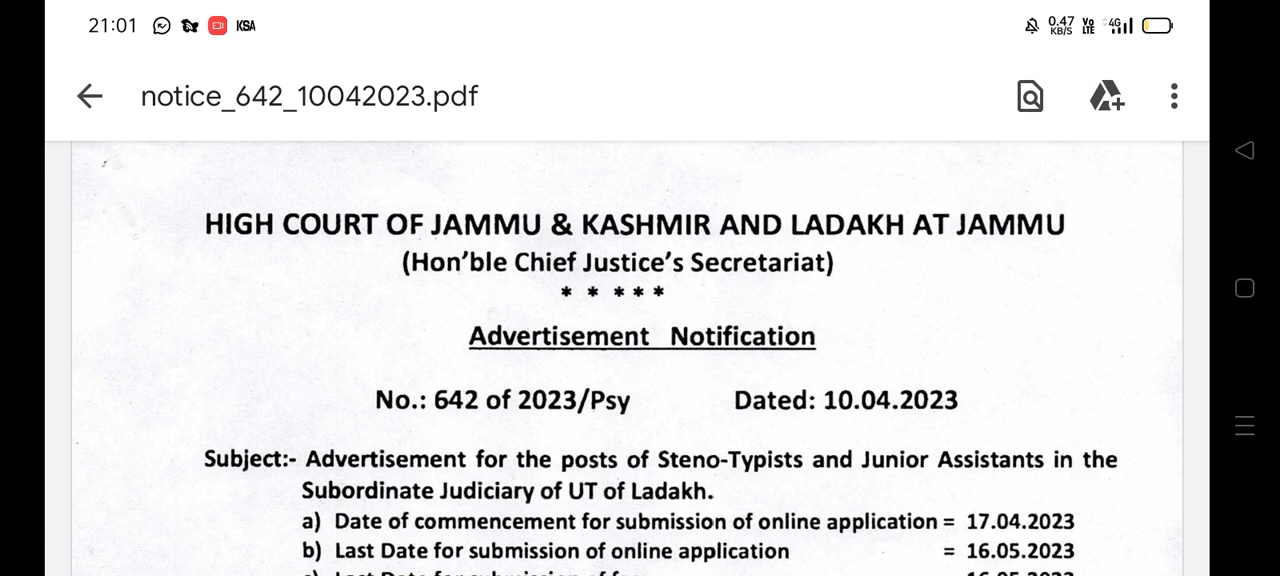 21:01 KSA 0.47 KB/S Vo LTE 4G
notice_642_10042023.pdf
HIGH COURT OF JAMMU & KASHMIR AND LADAKH AT JAMMU
(Hon'ble Chief Justice's Secretariat)
* * * * *
Advertisement Notification
No.: 642 of 2023/Psy Dated: 10.04.2023
Subject:- Advertisement for the posts of Steno-Typists and Junior Assistants in the
Subordinate Judiciary of UT of Ladakh.
a) Date of commencement for submission of online application = 17.04.2023
b) Last Date for submission of online application = 16.05.2023